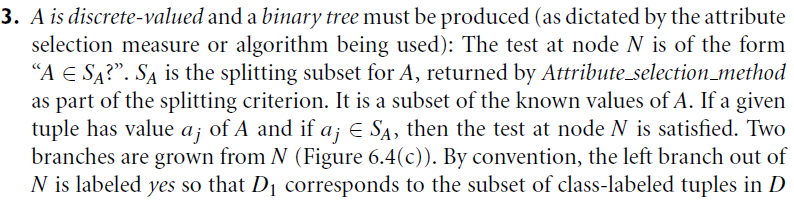 3. A is discrete-valued and a binary tree must be produced (as dictated by the attribute
selection measure or algorithm being used): The test at node N is of the form
“A ∈ S_A?”. S_A is the splitting subset for A, returned by Attribute_selection_method
as part of the splitting criterion. It is a subset of the known values of A. If a given
tuple has value a_j of A and if a_j ∈ S_A, then the test at node N is satisfied. Two
branches are grown from N (Figure 6.4(c)). By convention, the left branch out of
N is labeled yes so that D_1 corresponds to the subset of class-labeled tuples in D